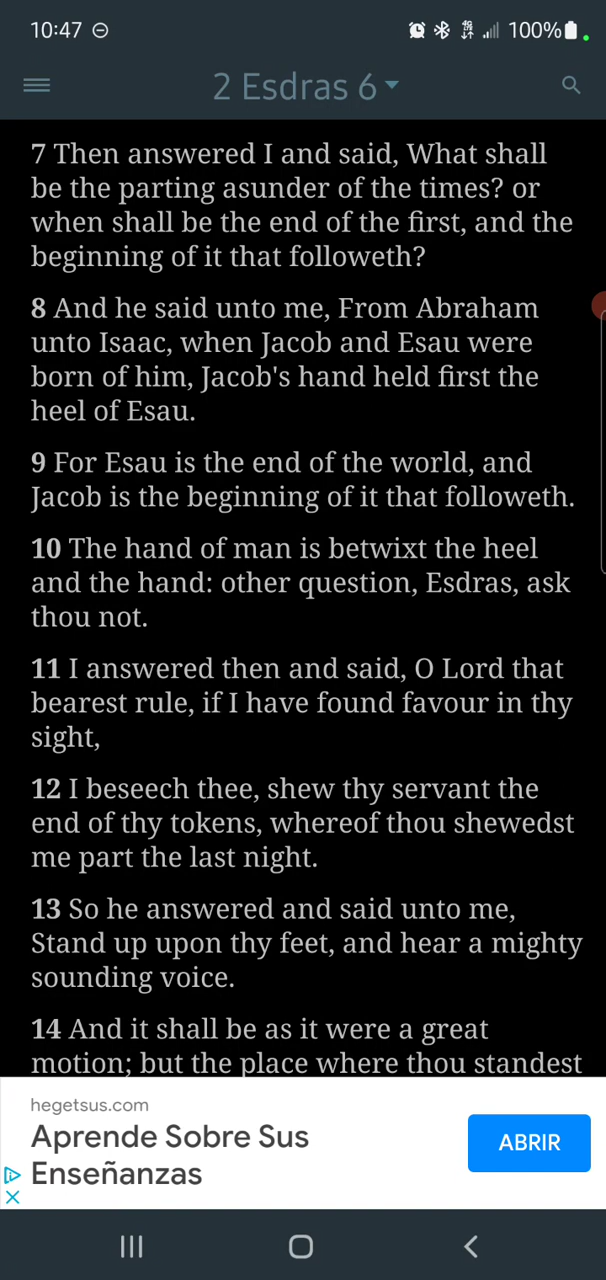 10:47
4G
100%
2 Esdras 6
7 Then answered I and said, What shall
be the parting asunder of the times? or
when shall be the end of the first, and the
beginning of it that followeth?
8 And he said unto me, From Abraham
unto Isaac, when Jacob and Esau were
born of him, Jacob's hand held first the
heel of Esau.
9 For Esau is the end of the world, and
Jacob is the beginning of it that followeth.
10 The hand of man is betwixt the heel
and the hand: other question, Esdras, ask
thou not.
11 I answered then and said, O Lord that
bearest rule, if I have found favour in thy
sight,
12 I beseech thee, shew thy servant the
end of thy tokens, whereof thou shewedst
me part the last night.
13 So he answered and said unto me,
Stand up upon thy feet, and hear a mighty
sounding voice.
14 And it shall be as it were a great
motion; but the place where thou standest
hegetsus.com
Aprende Sobre Sus
Enseñanzas
ABRIR